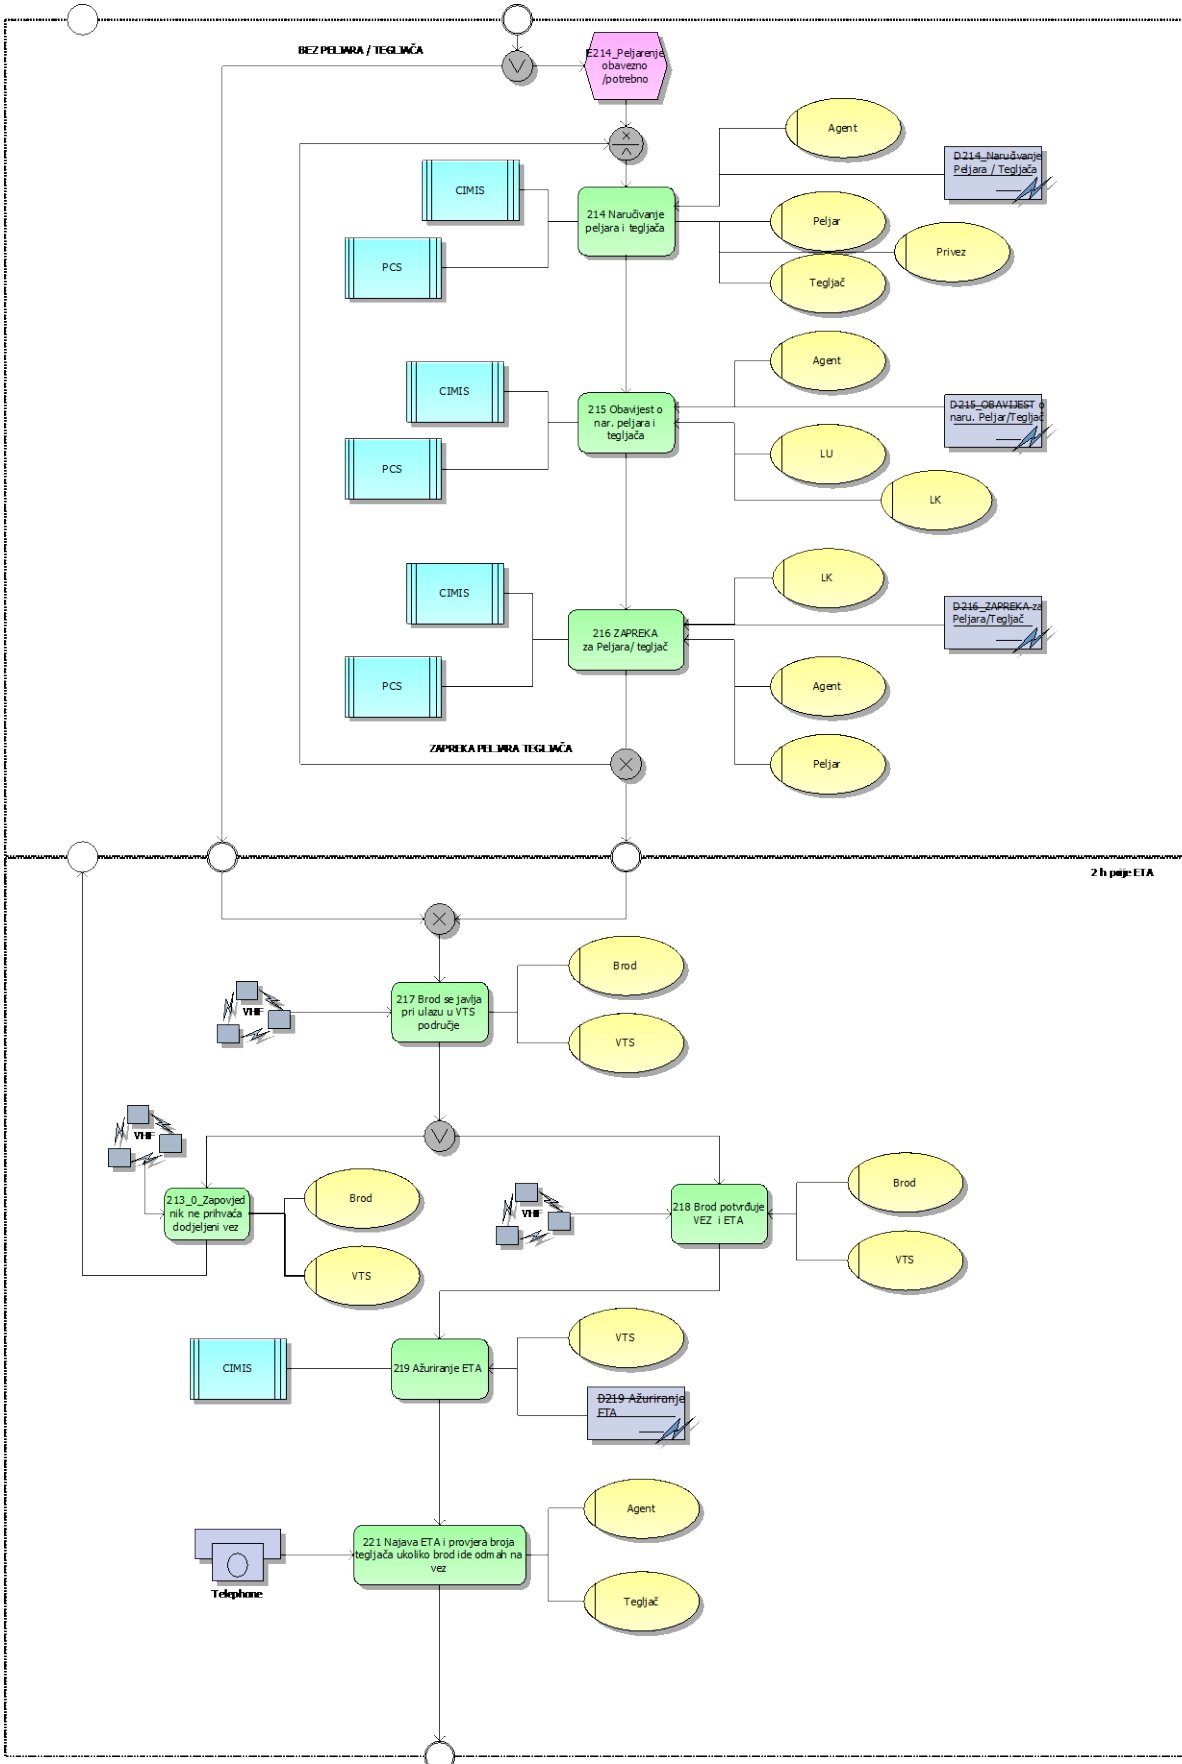 BEZ PELJARA / TEGLJAČA
E214_Peljarenje
obavezno
/potrebno
Agent
D214_Naručivanje
Peljara / Tegljača
CIMIS
214 Naručivanje
peljara i tegljača
Peljar
Privez
PCS
Tegljač
Agent
CIMIS
215 Obavijest o
nar. peljara i
tegljača
D215_OBAVIJEST o
naru. Peljar/Tegljač
LU
PCS
LK
LK
CIMIS
D216_ZAPREKA za
Peljara/Tegljač
216 ZAPREKA
za Peljara/ tegljač
PCS
Agent
ZAPREKA PELJARA TEGLJAČA
Peljar
2 h prije ETA
Brod
VHF
217 Brod se javlja
pri ulazu u VTS
područje
VTS
VHF
213_0_Zapovjed
nik ne prihvaća
dodjeljeni vez
Brod
VTS
VHF
218 Brod potvrđuje
VEZ i ETA
Brod
VTS
VTS
CIMIS
219 Ažuriranje ETA
D219 Ažuriranje
ETA
Agent
221 Najava ETA i provjera broja
tegljača ukoliko brod ide odmah na
vez
Telephone
Tegljač